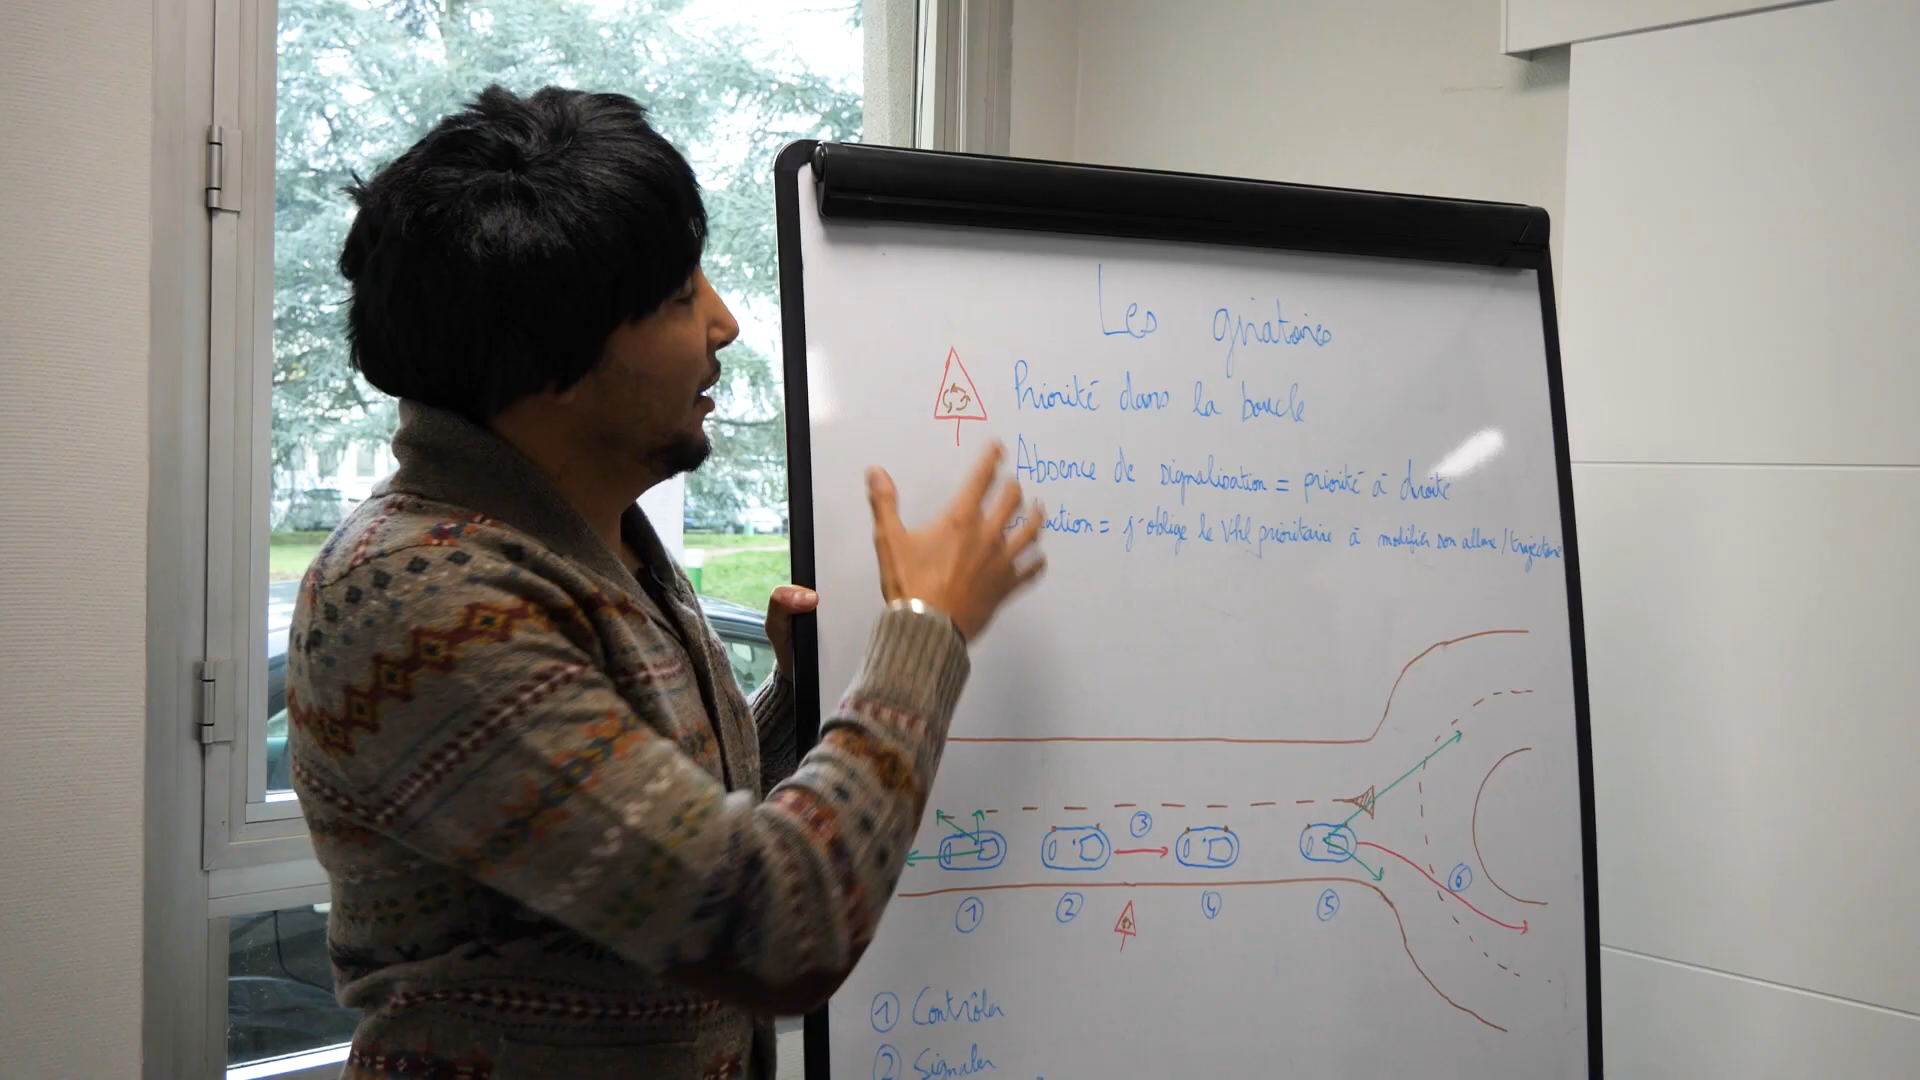 Les giratoires
Priorité dans la boucle
Absence de signalisation = priorité à droite
= j'oblige le Vhl prioritaire à modifier son allure / trajectoire
3
6
1 2 4 5
1 Contrôler
2 Signaler